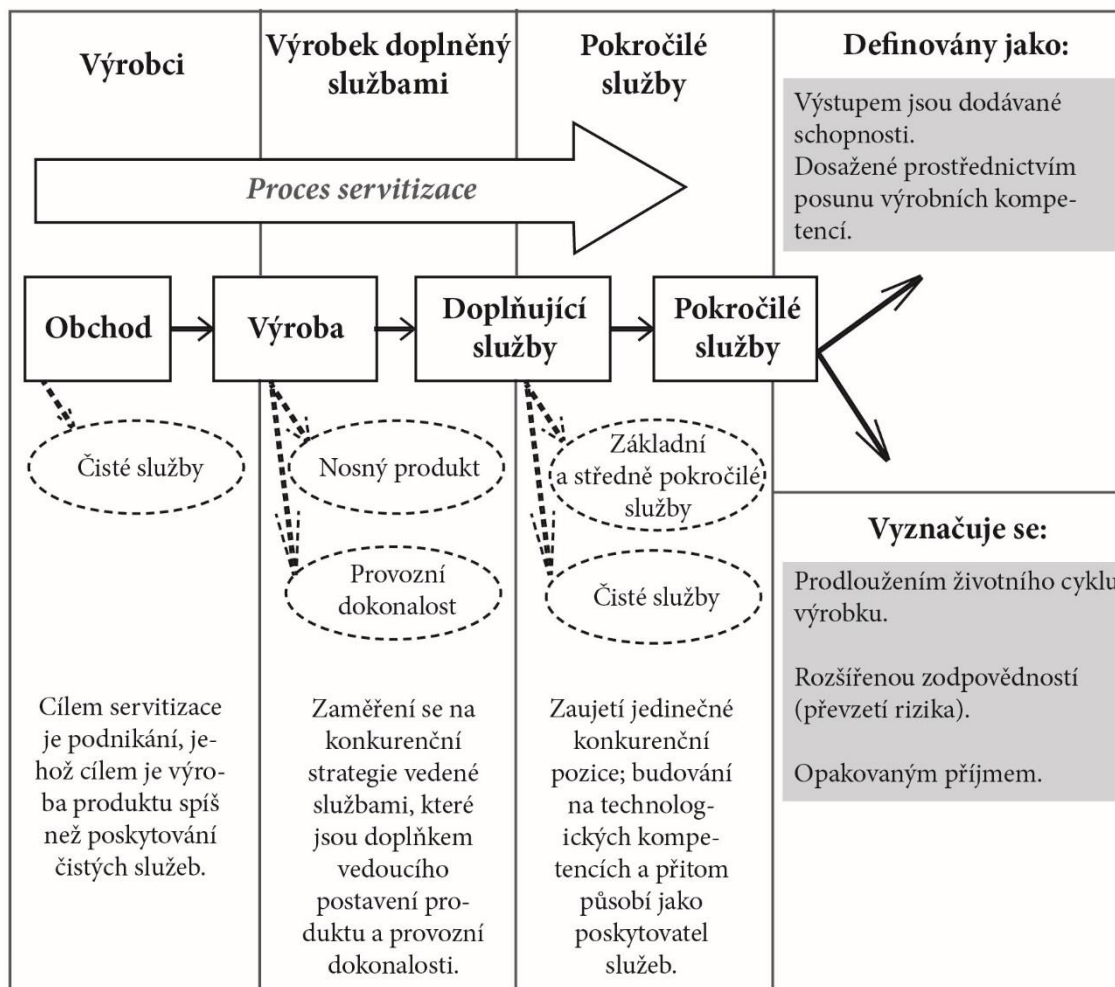 Výrobci
Výrobek doplněný
službami
Pokročilé
služby
Definovány jako:
Výstupem jsou dodávané
schopnosti.
Dosažené prostřednictvím
posunu výrobních kompe-
tencí.
Proces servitizace
Obchod
Výroba
Doplňující
služby
Pokročilé
služby
Čisté služby
Nosný produkt
Provozní
dokonalost
Základní
a středně pokročilé
služby
Čisté služby
Vyznačuje se:
Prodloužením životního cyklu
výrobku.
Rozšířenou zodpovědností
(převzetí rizika).
Opakovaným příjmem.
Cílem servitizace
je podnikání, je-
hož cílem je výro-
ba produktu spíš
než poskytování
čistých služeb.
Zaměření se na
konkurenční
strategie vedené
službami, které
jsou doplňkem
vedoucího
postavení pro-
duktu a provozní
dokonalosti.
Zaujetí jedinečné
konkurenční
pozice; budování
na technolog-
ických kompe-
tencích a přitom
působí jako
poskytovatel
služeb.